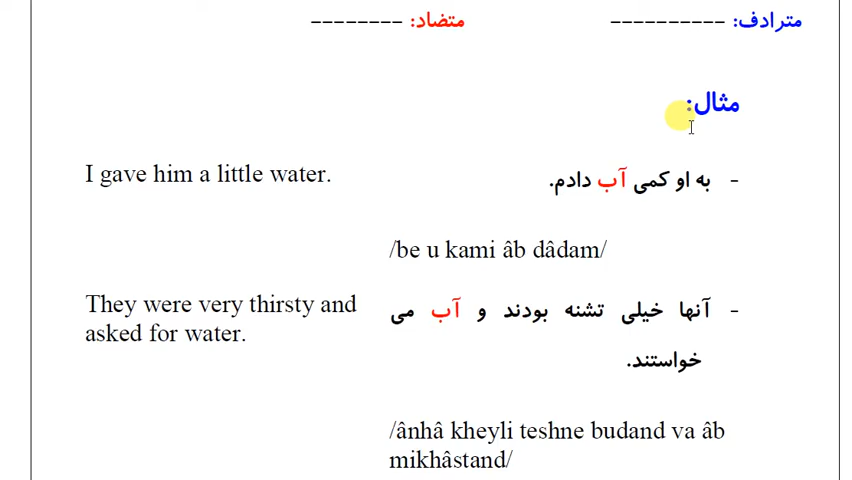 مترادف: ---------- متضاد: --------
مثال:
- به او کمی آب دادم.
I gave him a little water.
/be u kami âb dâdam/
- آنها خیلی تشنه بودند و آب می
خواستند.
They were very thirsty and
asked for water.
/ânhâ kheyli teshne budand va âb
mikhâstand/